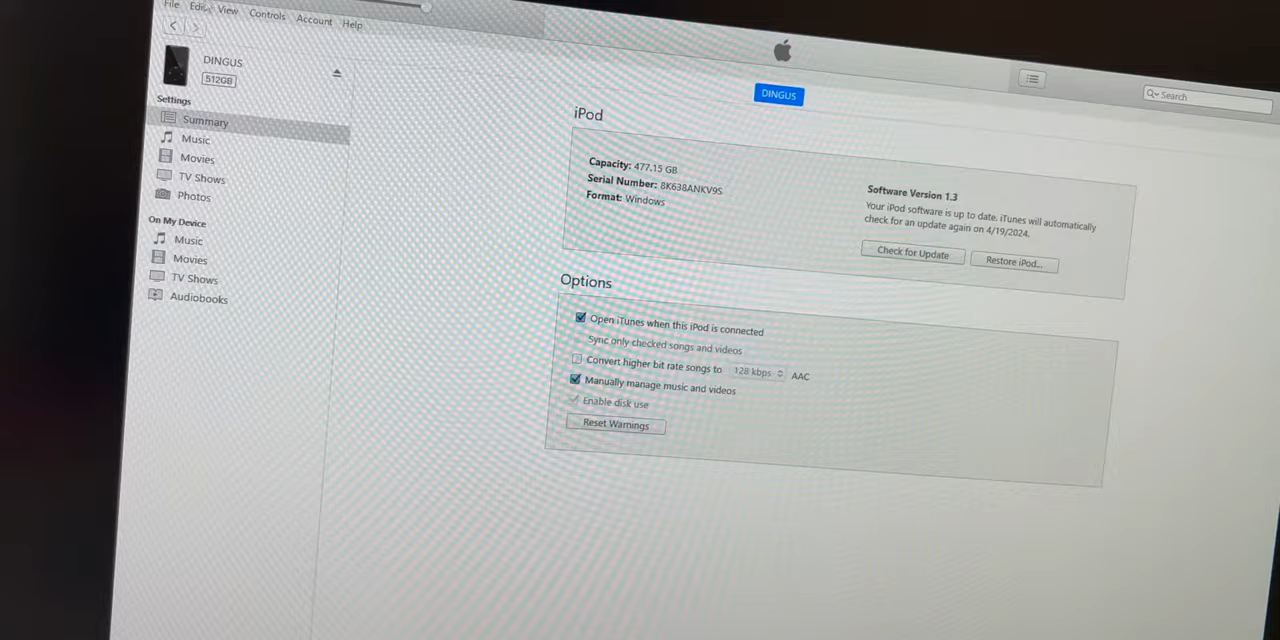 File Edit View Controls Account Help
DINGUS
512GB
Settings
Summary
Music
Movies
TV Shows
Photos
On My Device
Music
Movies
TV Shows
Audiobooks
Search
DINGUS
iPod
Capacity: 477.15 GB
Serial Number: 8K638ANKV9S
Format: Windows
Software Version 1.3
Your iPod software is up to date. iTunes will automatically
check for an update again on 4/19/2024.
Check for Update
Restore iPod...
Options
Open iTunes when this iPod is connected
Sync only checked songs and videos
Convert higher bit rate songs to 128 kbps AAC
Manually manage music and videos
Enable disk use
Reset Warnings